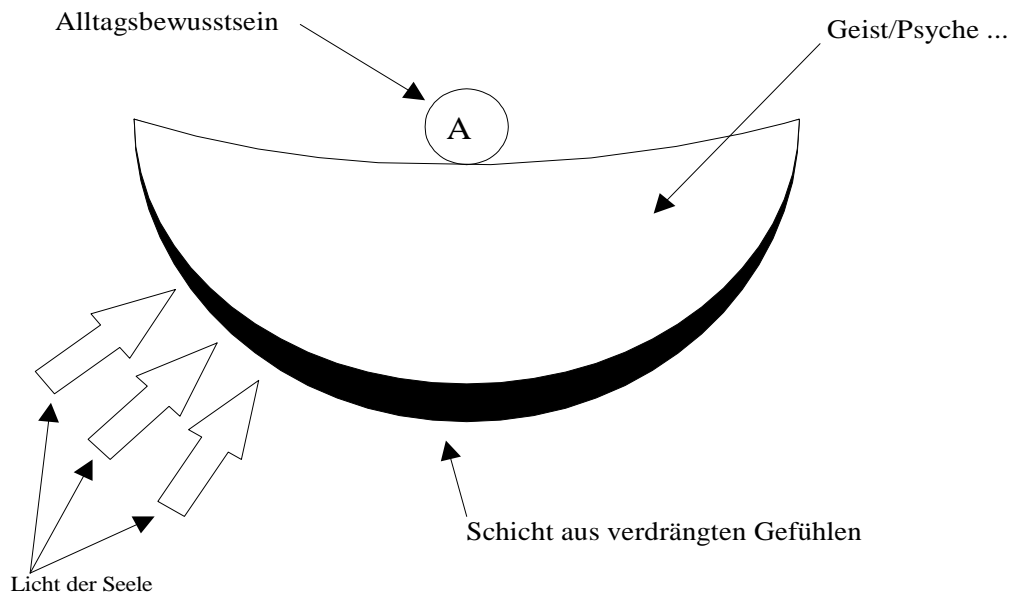 Alltagsbewusstsein
Geist/Psyche ...
A
Schicht aus verdrängten Gefühlen
Licht der Seele